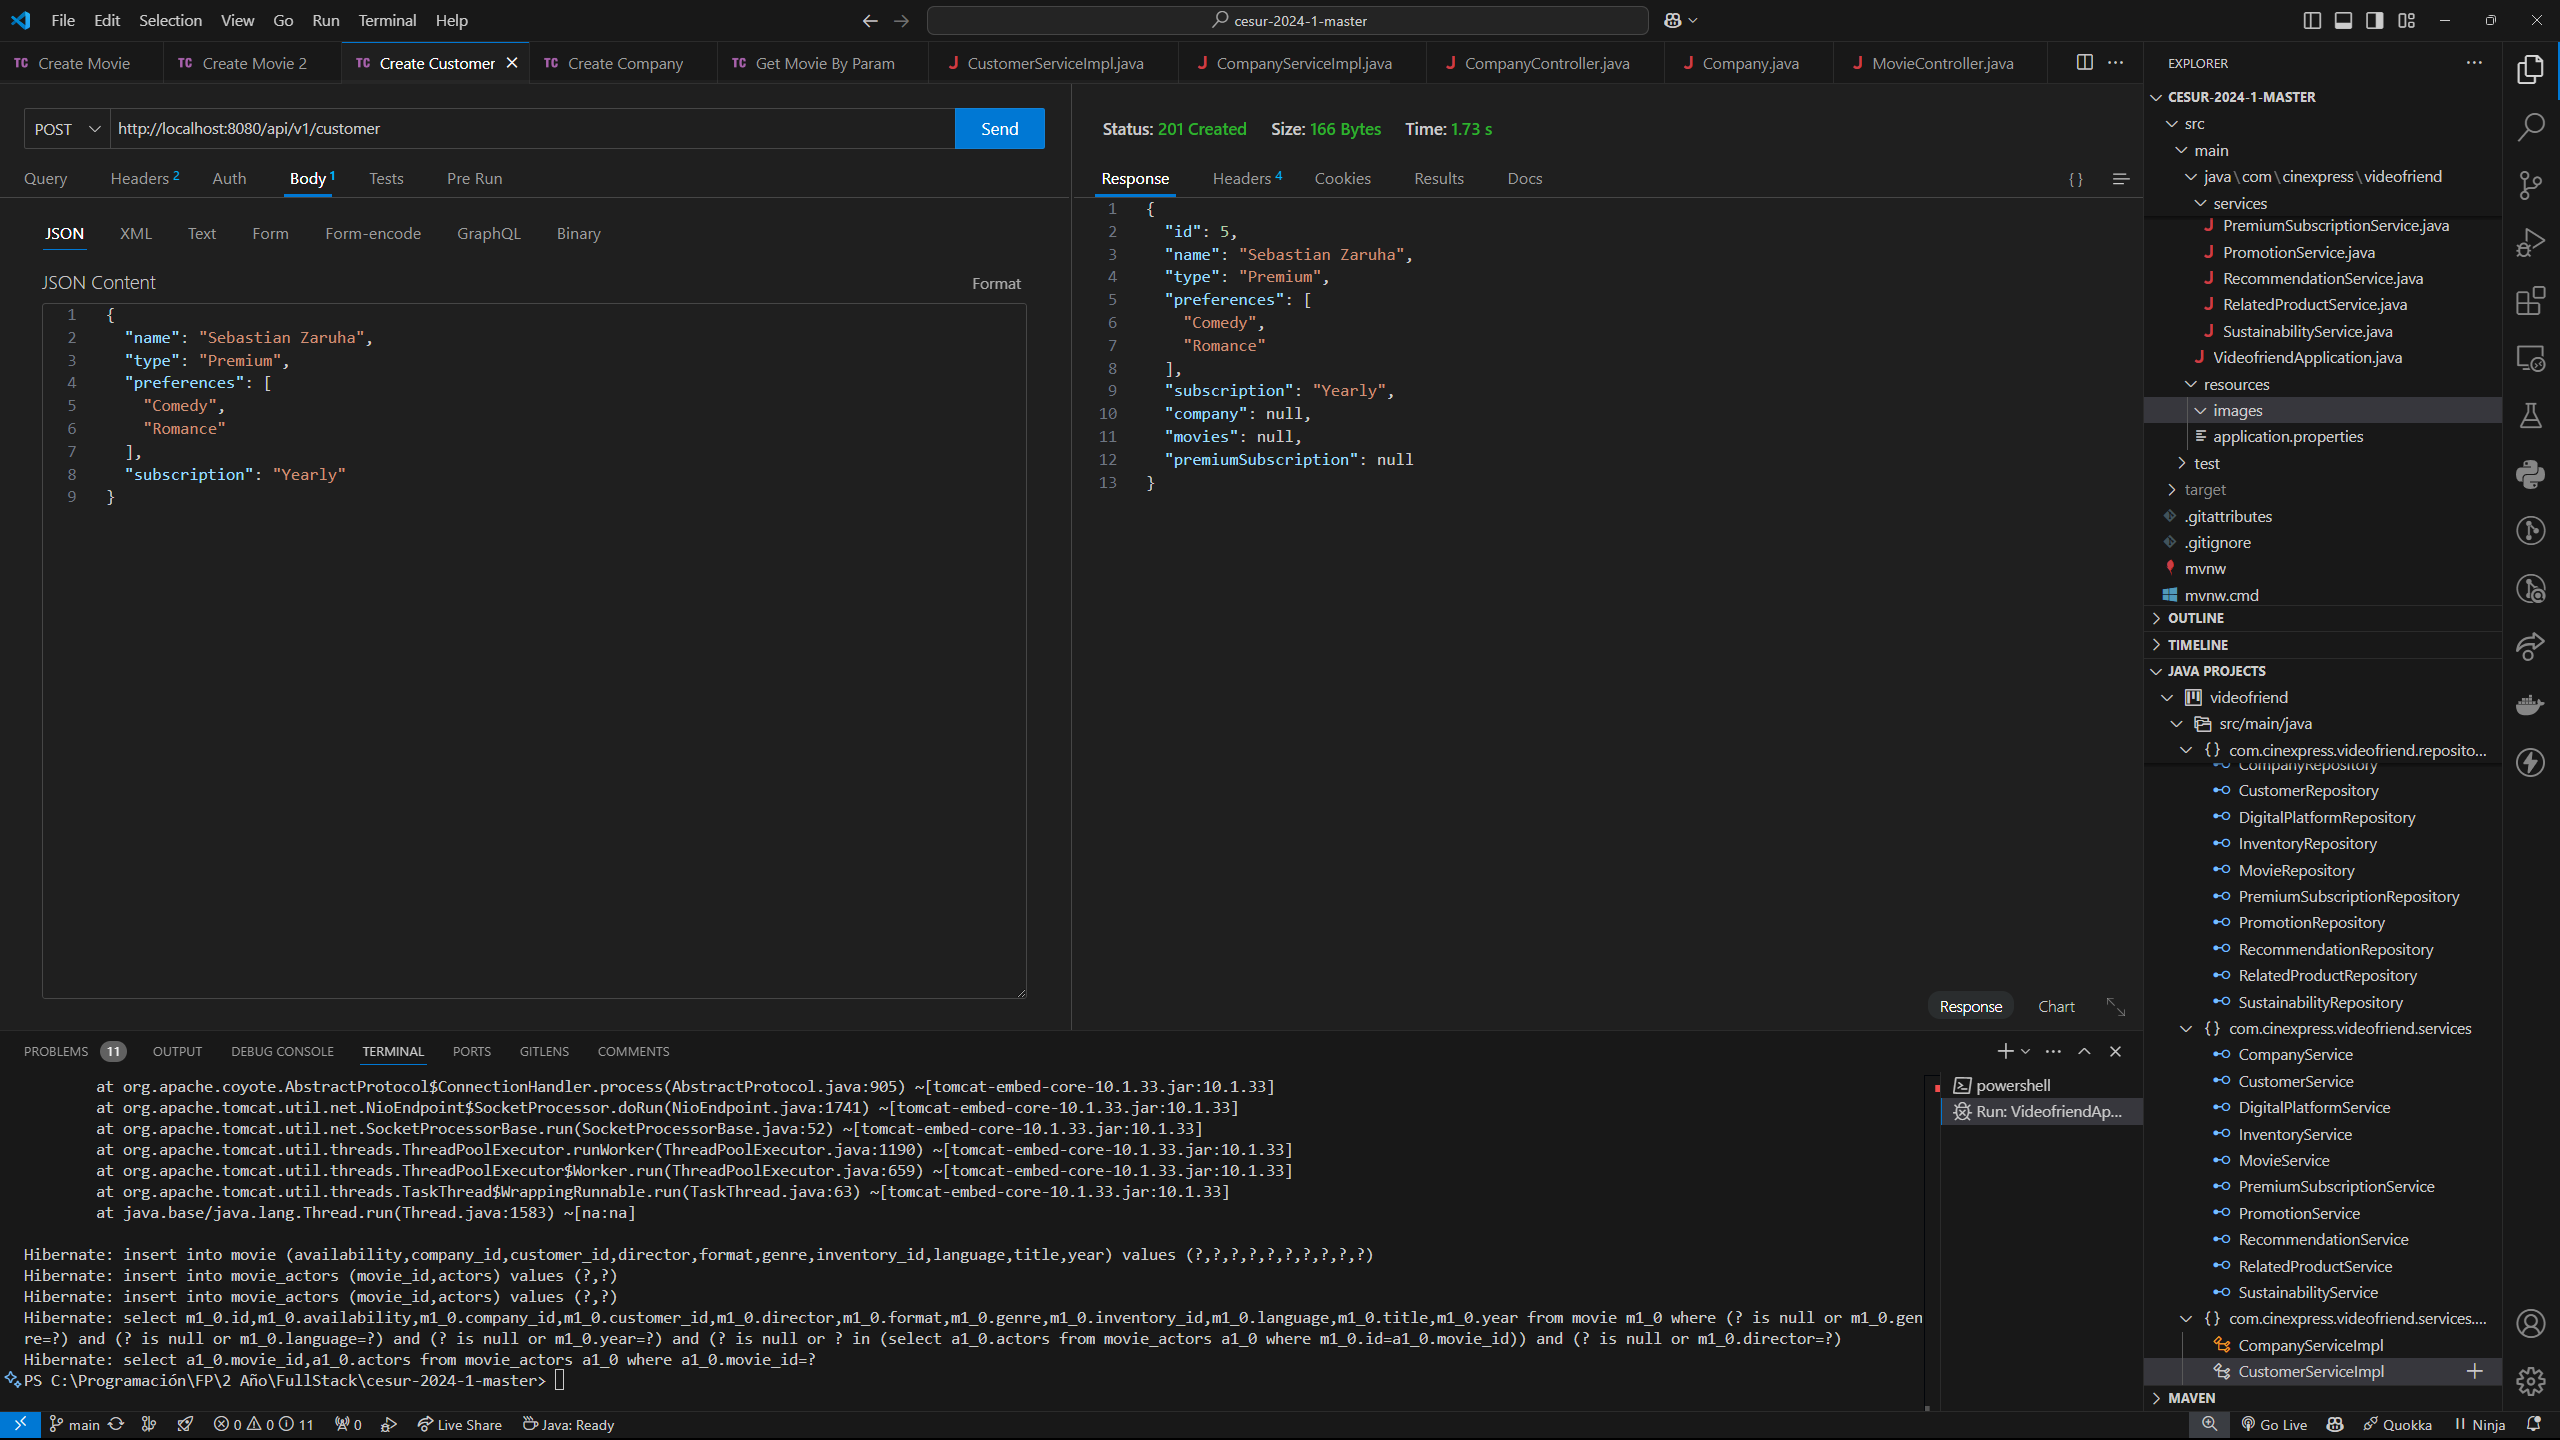 File Edit Selection View Go Run Terminal Help
cesur-2024-1-master
TC Create Movie
TC Create Movie 2
TC Create Customer
TC Create Company
TC Get Movie By Param
J CustomerServiceImpl.java
J CompanyServiceImpl.java
J CompanyController.java
J Company.java
J MovieController.java
POST http://localhost:8080/api/v1/customer Send
Query Headers 2 Auth Body 1 Tests Pre Run
JSON XML Text Form Form-encode GraphQL Binary
JSON Content Format
1 {
2 "name": "Sebastian Zaruha",
3 "type": "Premium",
4 "preferences": [
5 "Comedy",
6 "Romance"
7 ],
8 "subscription": "Yearly"
9 }
Status: 201 Created Size: 166 Bytes Time: 1.73 s
Response Headers 4 Cookies Results Docs
{ }
1 {
2 "id": 5,
3 "name": "Sebastian Zaruha",
4 "type": "Premium",
5 "preferences": [
6 "Comedy",
7 "Romance"
8 ],
9 "subscription": "Yearly",
10 "company": null,
11 "movies": null,
12 "premiumSubscription": null
13 }
Response Chart
PROBLEMS 11 OUTPUT DEBUG CONSOLE TERMINAL PORTS GITLENS COMMENTS
at org.apache.coyote.AbstractProtocol$ConnectionHandler.process(AbstractProtocol.java:905) ~[tomcat-embed-core-10.1.33.jar:10.1.33]
at org.apache.tomcat.util.net.NioEndpoint$SocketProcessor.doRun(NioEndpoint.java:1741) ~[tomcat-embed-core-10.1.33.jar:10.1.33]
at org.apache.tomcat.util.net.SocketProcessorBase.run(SocketProcessorBase.java:52) ~[tomcat-embed-core-10.1.33.jar:10.1.33]
at org.apache.tomcat.util.threads.ThreadPoolExecutor.runWorker(ThreadPoolExecutor.java:1190) ~[tomcat-embed-core-10.1.33.jar:10.1.33]
at org.apache.tomcat.util.threads.ThreadPoolExecutor$Worker.run(ThreadPoolExecutor.java:659) ~[tomcat-embed-core-10.1.33.jar:10.1.33]
at org.apache.tomcat.util.threads.TaskThread$WrappingRunnable.run(TaskThread.java:63) ~[tomcat-embed-core-10.1.33.jar:10.1.33]
at java.base/java.lang.Thread.run(Thread.java:1583) ~[na:na]
Hibernate: insert into movie (availability,company_id,customer_id,director,format,genre,inventory_id,language,title,year) values (?,?,?,?,?,?,?,?,?,?)
Hibernate: insert into movie_actors (movie_id,actors) values (?,?)
Hibernate: insert into movie_actors (movie_id,actors) values (?,?)
Hibernate: select m1_0.id,m1_0.availability,m1_0.company_id,m1_0.customer_id,m1_0.director,m1_0.format,m1_0.genre,m1_0.inventory_id,m1_0.language,m1_0.title,m1_0.year from movie m1_0 where (? is null or m1_0.gen
re=?) and (? is null or m1_0.language=?) and (? is null or m1_0.year=?) and (? is null or ? in (select a1_0.actors from movie_actors a1_0 where m1_0.id=a1_0.movie_id)) and (? is null or m1_0.director=?)
Hibernate: select a1_0.movie_id,a1_0.actors from movie_actors a1_0 where a1_0.movie_id=?
PS C:\Programación\FP\2 Año\FullStack\cesur-2024-1-master>
powershell
Run: VideofriendAp...
EXPLORER
CESUR-2024-1-MASTER
src
main
java\com\cinexpress\videofriend
services
J PremiumSubscriptionService.java
J PromotionService.java
J RecommendationService.java
J RelatedProductService.java
J SustainabilityService.java
J VideofriendApplication.java
resources
images
application.properties
test
target
.gitattributes
.gitignore
mvnw
mvnw.cmd
OUTLINE
TIMELINE
JAVA PROJECTS
videofriend
src/main/java
{} com.cinexpress.videofriend.reposito...
CompanyRepository
CustomerRepository
DigitalPlatformRepository
InventoryRepository
MovieRepository
PremiumSubscriptionRepository
PromotionRepository
RecommendationRepository
RelatedProductRepository
SustainabilityRepository
{} com.cinexpress.videofriend.services
CompanyService
CustomerService
DigitalPlatformService
InventoryService
MovieService
PremiumSubscriptionService
PromotionService
RecommendationService
RelatedProductService
SustainabilityService
{} com.cinexpress.videofriend.services....
CompanyServiceImpl
CustomerServiceImpl
MAVEN
main 0 0 11 0 Live Share Java: Ready Go Live Quokka Ninja